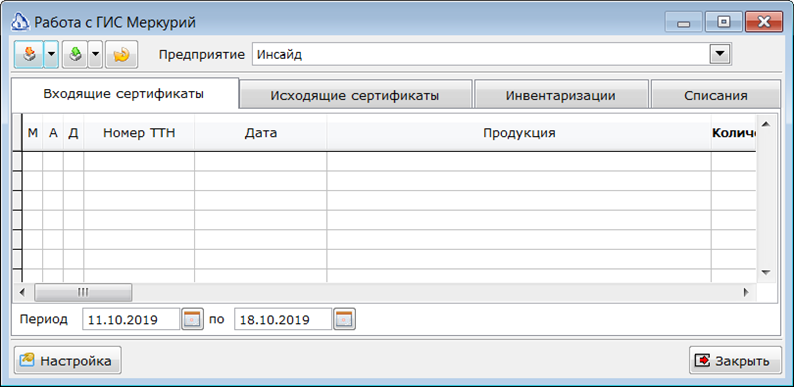 Работа с ГИС Меркурий
Предприятие Инсайд
Входящие сертификаты Исходящие сертификаты Инвентаризации Списания
М А Д Номер ТТН Дата Продукция Количе
Период 11.10.2019 по 18.10.2019
Настройка Закрыть